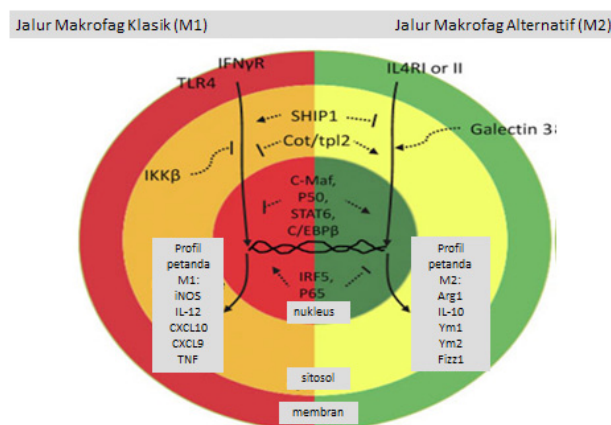 Jalur Makrofag Klasik (M1)
Jalur Makrofag Alternatif (M2)
IFNγR
TLR4
IL4RI or II
SHIP1
Cot/tpl2
Galectin 3
IKKβ
C-Maf,
P50,
STAT6,
C/EBPβ
IRF5,
P65
Profil
petanda
M1:
iNOS
IL-12
CXCL10
CXCL9
TNF
Profil
petanda
M2:
Arg1
IL-10
Ym1
Ym2
Fizz1
nukleus
sitosol
membran